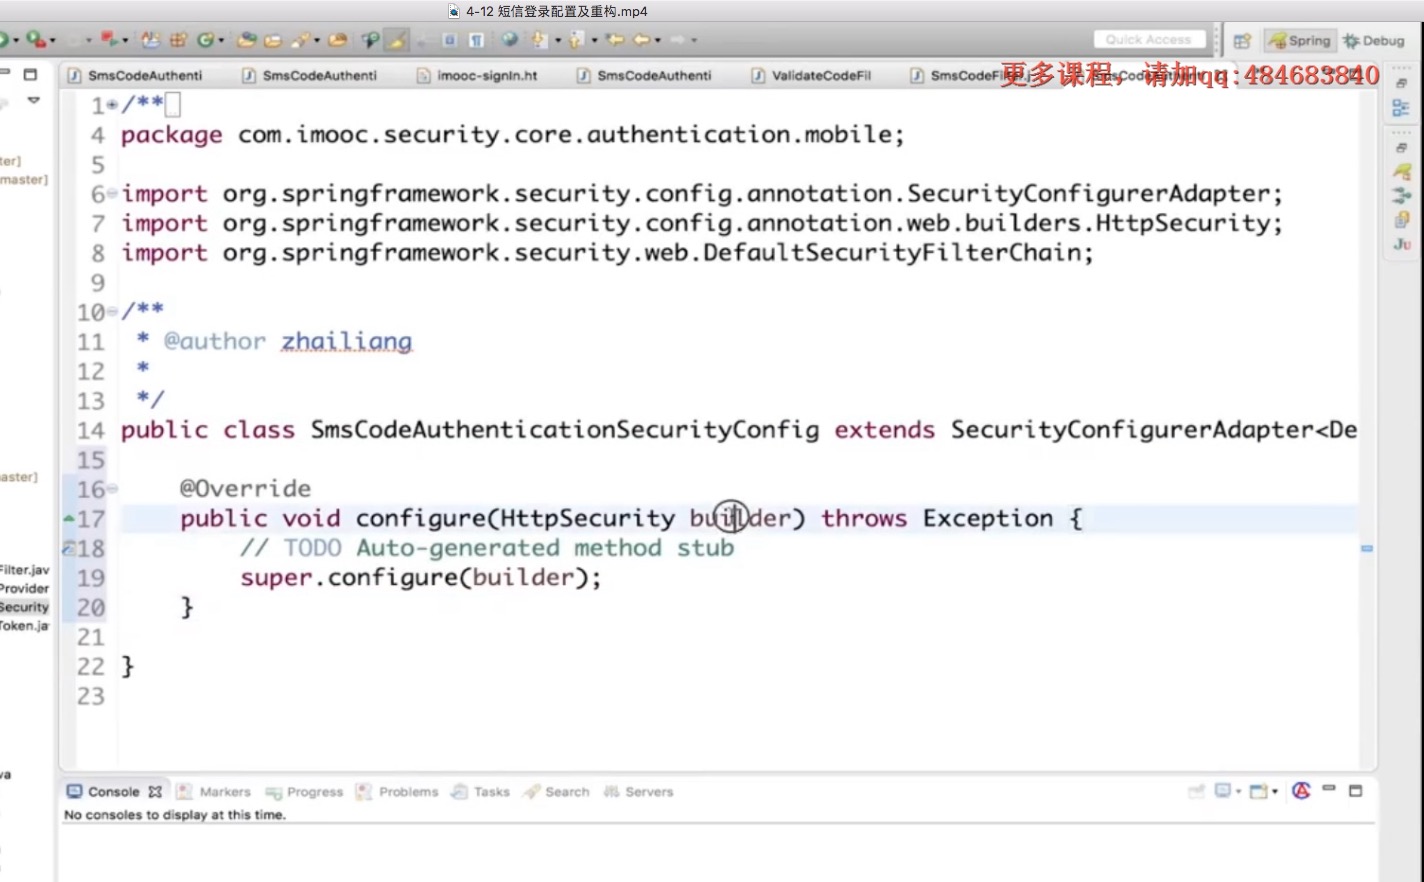 4-12 短信登录配置及重构.mp4
Quick Access
Spring
Debug
SmsCodeAuthenti
SmsCodeAuthenti
imooc-signIn.ht
SmsCodeAuthenti
ValidateCodeFil
更多课程，请加qq:484683840
1 /**
4 package com.imooc.security.core.authentication.mobile;
5
6 import org.springframework.security.config.annotation.SecurityConfigurerAdapter;
7 import org.springframework.security.config.annotation.web.builders.HttpSecurity;
8 import org.springframework.security.web.DefaultSecurityFilterChain;
9
10 /**
11 * @author zhailiang
12 *
13 */
14 public class SmsCodeAuthenticationSecurityConfig extends SecurityConfigurerAdapter<De
15
16 @Override
17 public void configure(HttpSecurity builder) throws Exception {
18 // TODO Auto-generated method stub
19 super.configure(builder);
20 }
21
22 }
23
ter]
master]
aster]
Filter.jav
Provider
Security
Token.ja
va
Console
Markers
Progress
Problems
Tasks
Search
Servers
No consoles to display at this time.